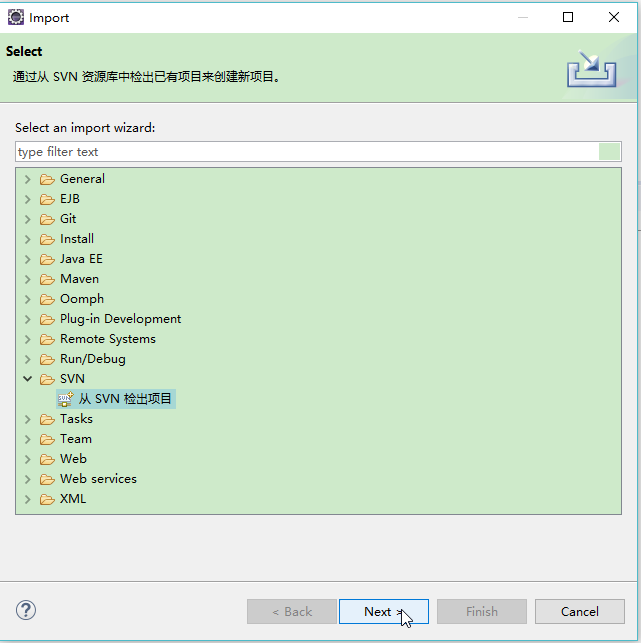 Import
Select
通过从 SVN 资源库中检出已有项目来创建新项目。
Select an import wizard:
type filter text
General
EJB
Git
Install
Java EE
Maven
Oomph
Plug-in Development
Remote Systems
Run/Debug
SVN
从 SVN 检出项目
Tasks
Team
Web
Web services
XML
? < Back Next > Finish Cancel